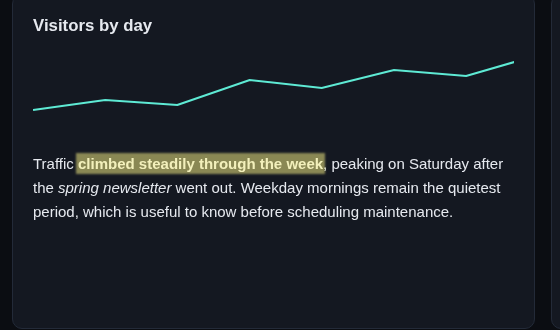 Visitors by day
Traffic climbed steadily through the week, peaking on Saturday after
the spring newsletter went out. Weekday mornings remain the quietest
period, which is useful to know before scheduling maintenance.